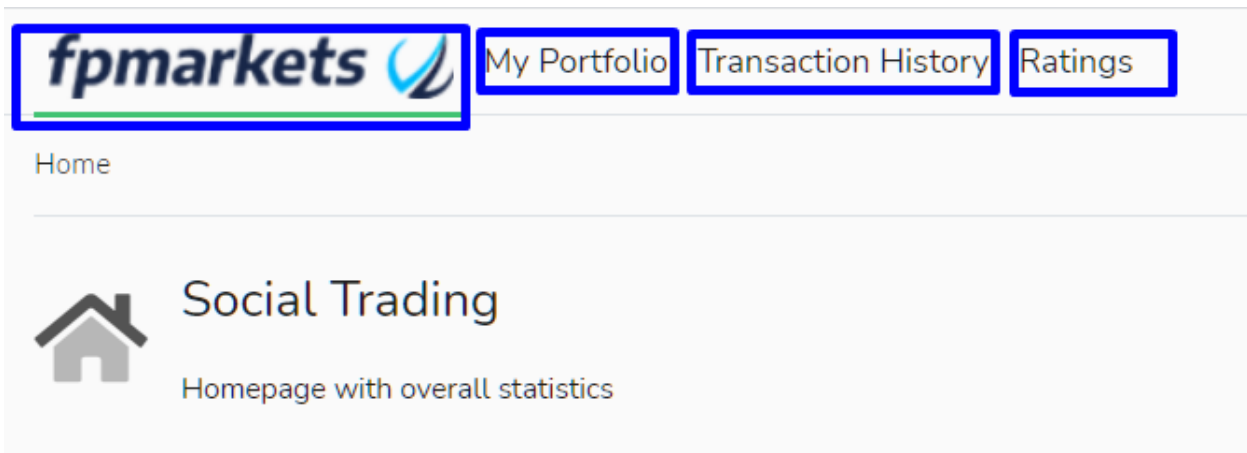 fpmarkets My Portfolio Transaction History Ratings
Home
Social Trading
Homepage with overall statistics